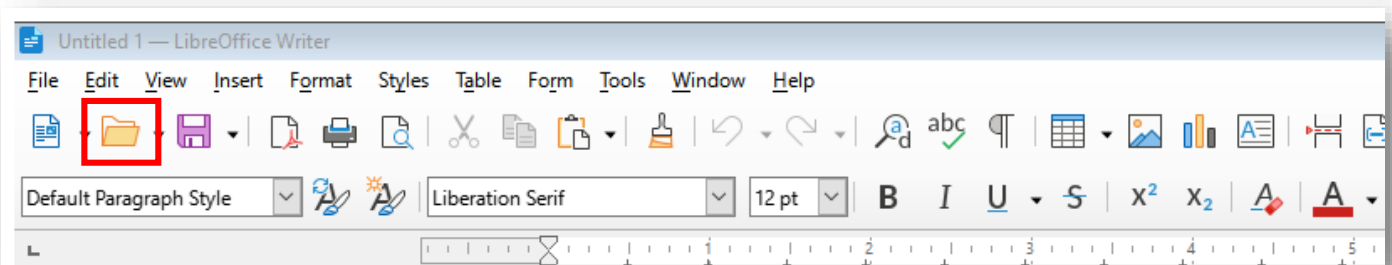 Untitled 1 — LibreOffice Writer
File Edit View Insert Format Styles Table Form Tools Window Help
abc
Default Paragraph Style Liberation Serif 12 pt B I U S X² X₂ A A
1 2 3 4 5